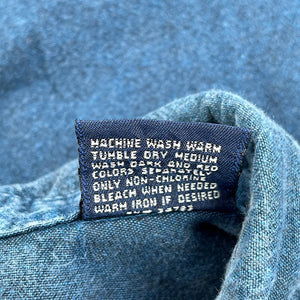 MACHINE WASH WARM
TUMBLE DRY MEDIUM
WASH DARK AND RED
COLORS SEPARATELY
ONLY NON-CHLORINE
BLEACH WHEN NEEDED
WARM IRON IF DESIRED